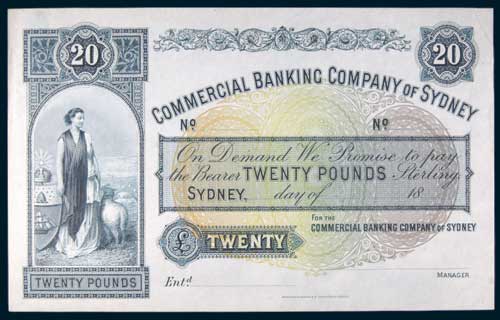 20
20
COMMERCIAL BANKING COMPANY OF SYDNEY
No No
On Demand We Promise to pay
the Bearer TWENTY POUNDS Sterling.
SYDNEY, day of 18
FOR THE
COMMERCIAL BANKING COMPANY OF SYDNEY
£ TWENTY
Entd
MANAGER.
TWENTY POUNDS